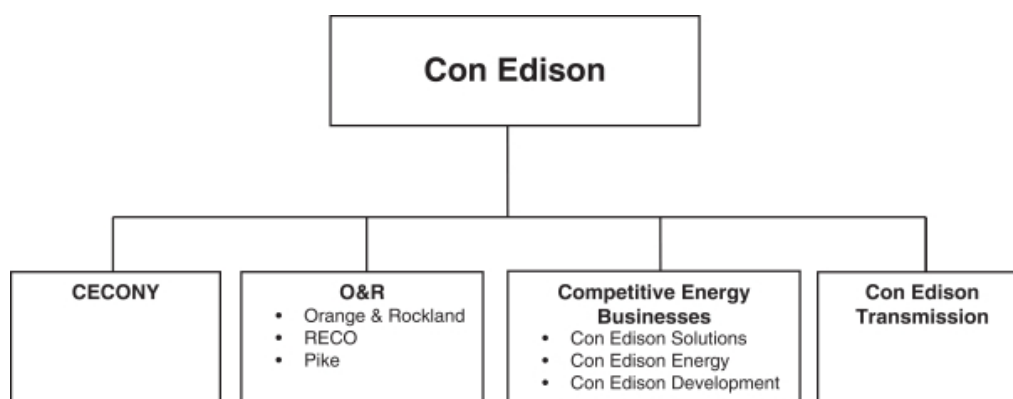 Con Edison
CECONY
O&R
• Orange & Rockland
• RECO
• Pike
Competitive Energy
Businesses
• Con Edison Solutions
• Con Edison Energy
• Con Edison Development
Con Edison
Transmission